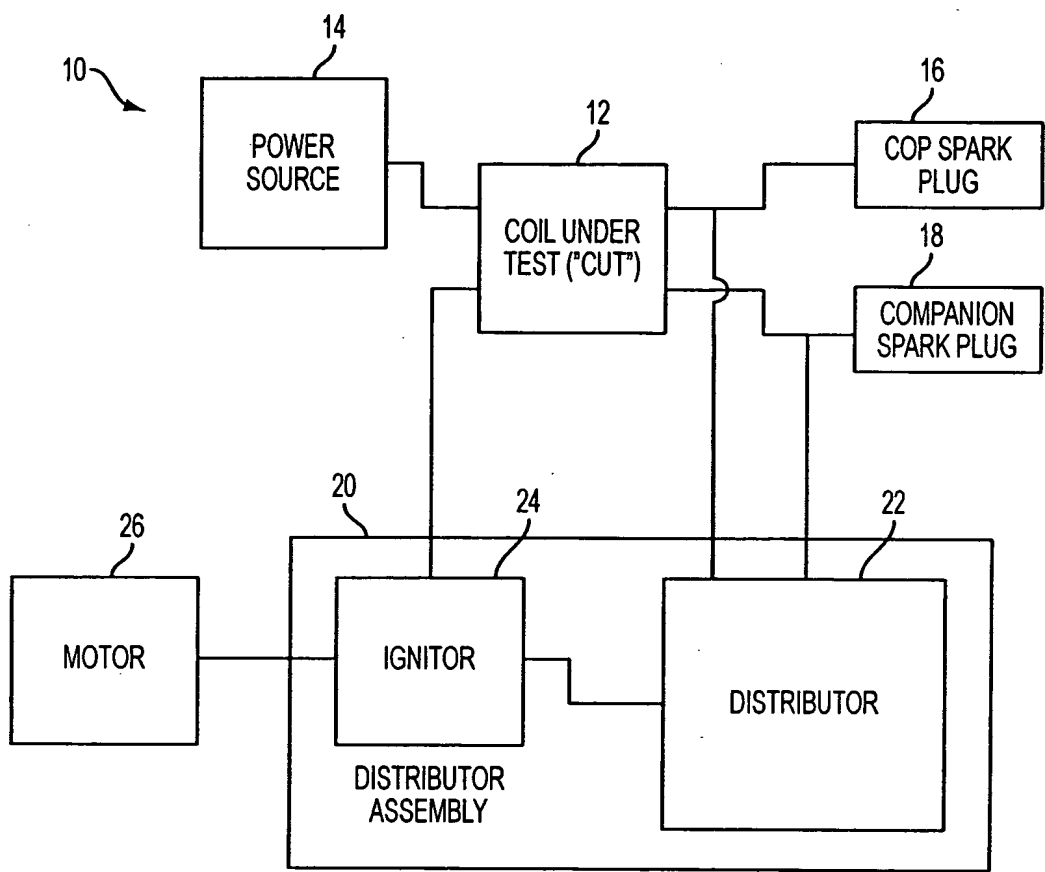 14
10
POWER
SOURCE
12
COIL UNDER
TEST ("CUT")
16
COP SPARK
PLUG
18
COMPANION
SPARK PLUG
20
24
22
26
MOTOR
IGNITOR
DISTRIBUTOR
DISTRIBUTOR
ASSEMBLY